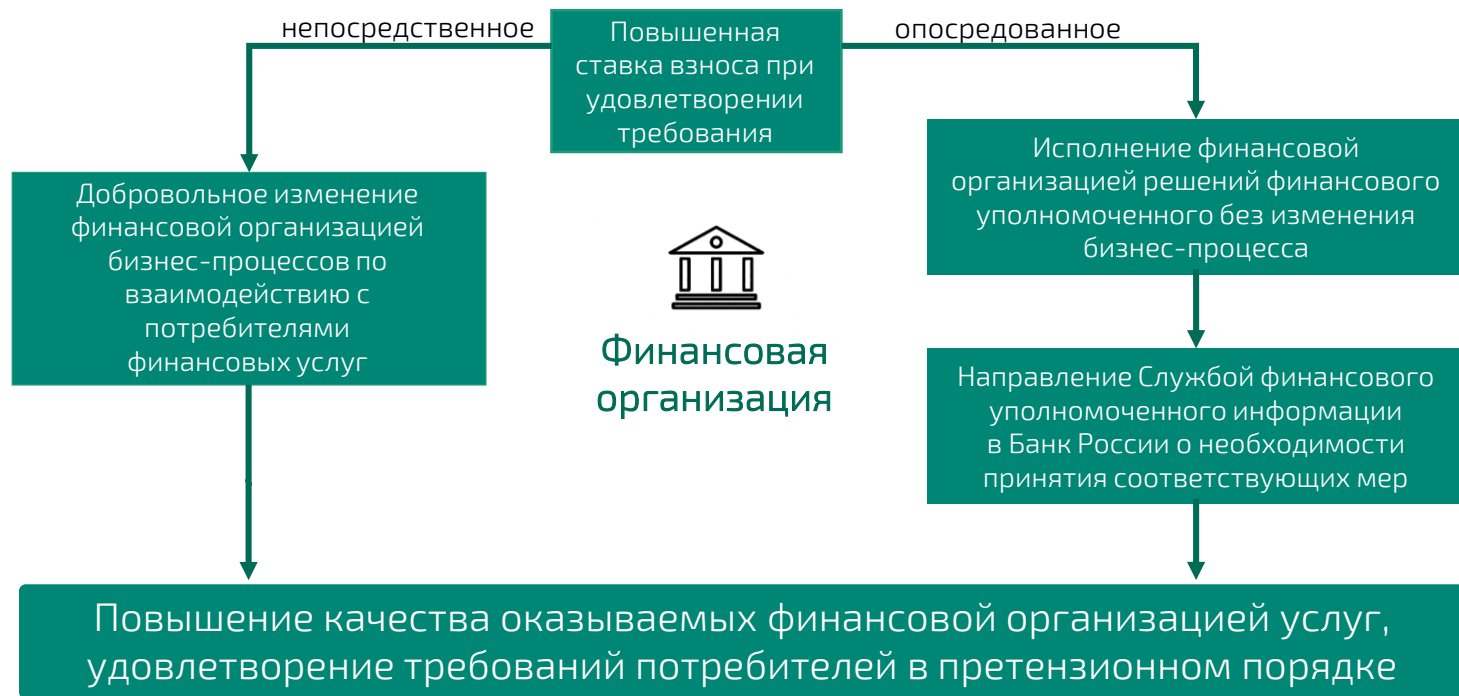 непосредственное
Повышенная
ставка взноса при
удовлетворении
требования
опосредованное
Добровольное изменение
финансовой организацией
бизнес-процессов по
взаимодействию с
потребителями
финансовых услуг
Финансовая
организация
Исполнение финансовой
организацией решений финансового
уполномоченного без изменения
бизнес-процесса
Направление Службой финансового
уполномоченного информации
в Банк России о необходимости
принятия соответствующих мер
Повышение качества оказываемых финансовой организацией услуг,
удовлетворение требований потребителей в претензионном порядке